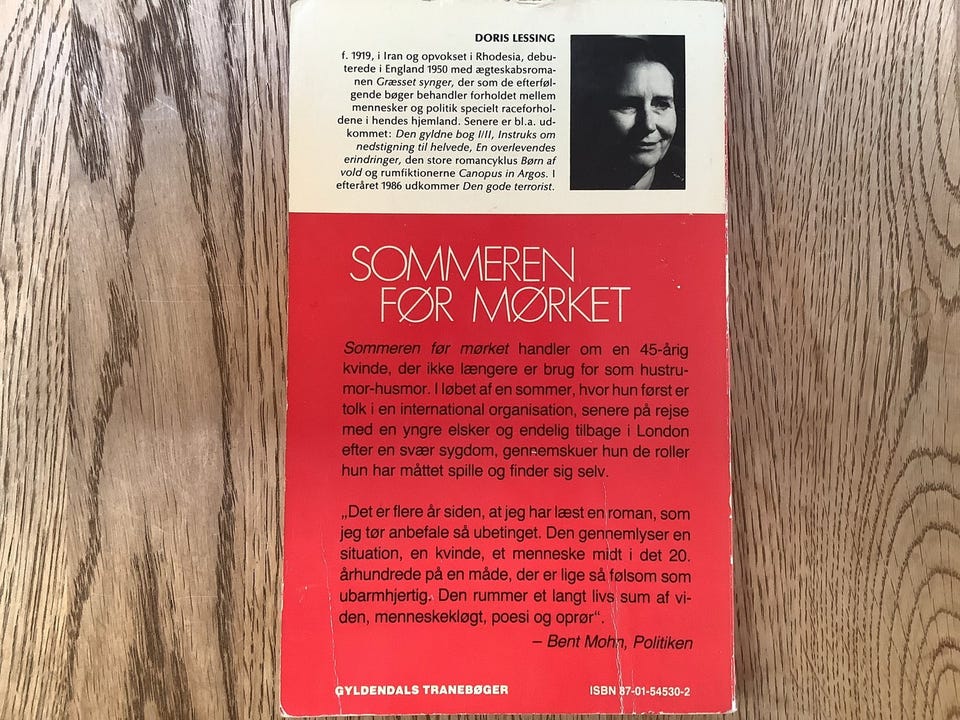 DORIS LESSING
f. 1919, i Iran og opvokset i Rhodesia, debu-
terede i England 1950 med ægteskabsroma-
nen Græsset synger, der som de efterføl-
gende bøger behandler forholdet mellem
mennesker og politik specielt raceforhol-
dene i hendes hjemland. Senere er bl.a. ud-
kommet: Den gyldne bog I/II, Instruks om
nedstigning til helvede, En overlevendes
erindringer, den store romancyklus Børn af
vold og rumfiktionerne Canopus in Argos. I
efteråret 1986 udkommer Den gode terrorist.
SOMMEREN
FØR MØRKET
Sommeren før mørket handler om en 45-årig
kvinde, der ikke længere er brug for som hustru-
mor-husmor. I løbet af en sommer, hvor hun først er
tolk i en international organisation, senere på rejse
med en yngre elsker og endelig tilbage i London
efter en svær sygdom, gennemskuer hun de roller
hun har måttet spille og finder sig selv.
„Det er flere år siden, at jeg har læst en roman, som
jeg tør anbefale så ubetinget. Den gennemlyser en
situation, en kvinde, et menneske midt i det 20.
århundrede på en måde, der er lige så følsom som
ubarmhjertig. Den rummer et langt livs sum af vi-
den, menneskekløgt, poesi og oprør“.
– Bent Mohn, Politiken
GYLDENDALS TRANEBØGER
ISBN 87-01-54530-2